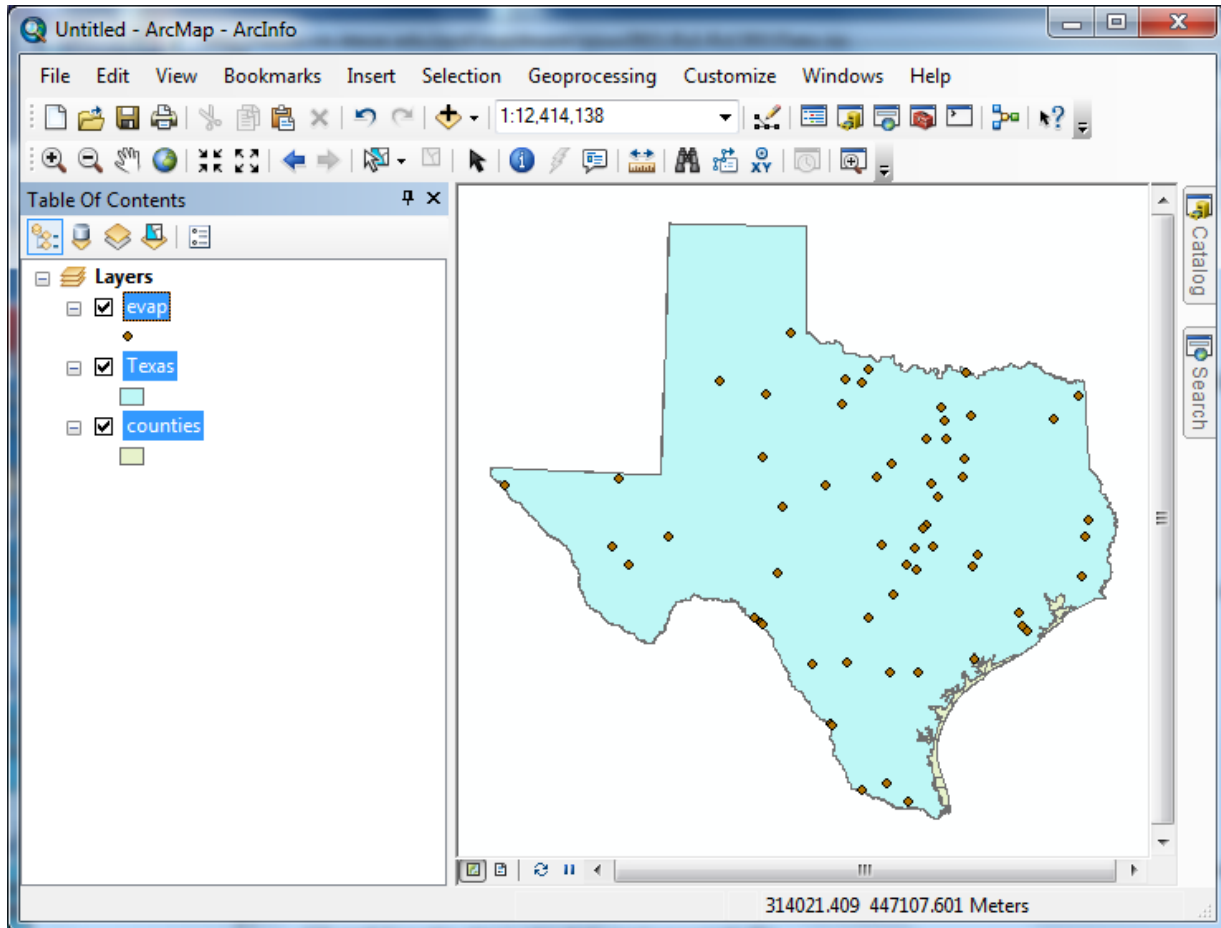 Untitled - ArcMap - ArcInfo
File Edit View Bookmarks Insert Selection Geoprocessing Customize Windows Help
1:12,414,138
Table Of Contents
Layers
evap
Texas
counties
Catalog
Search
314021.409 447107.601 Meters